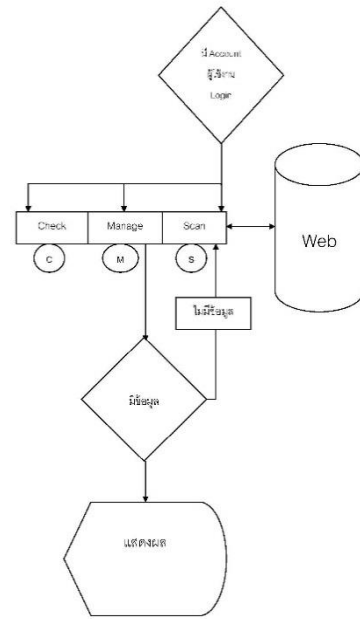 มี Account
ผู้ใช้งาน
Login
Check
Manage
Scan
Web
C
M
S
ไม่มีข้อมูล
มีข้อมูล
แสดงผล